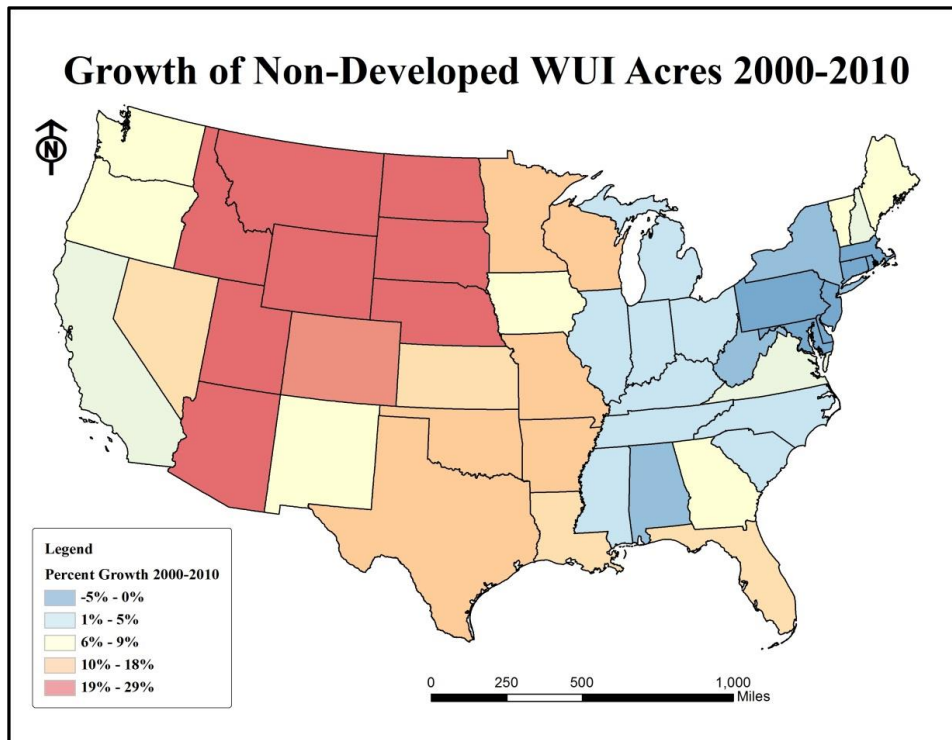 Growth of Non-Developed WUI Acres 2000-2010
N
Legend
Percent Growth 2000-2010
-5% - 0%
1% - 5%
6% - 9%
10% - 18%
19% - 29%
0 250 500 1,000
Miles